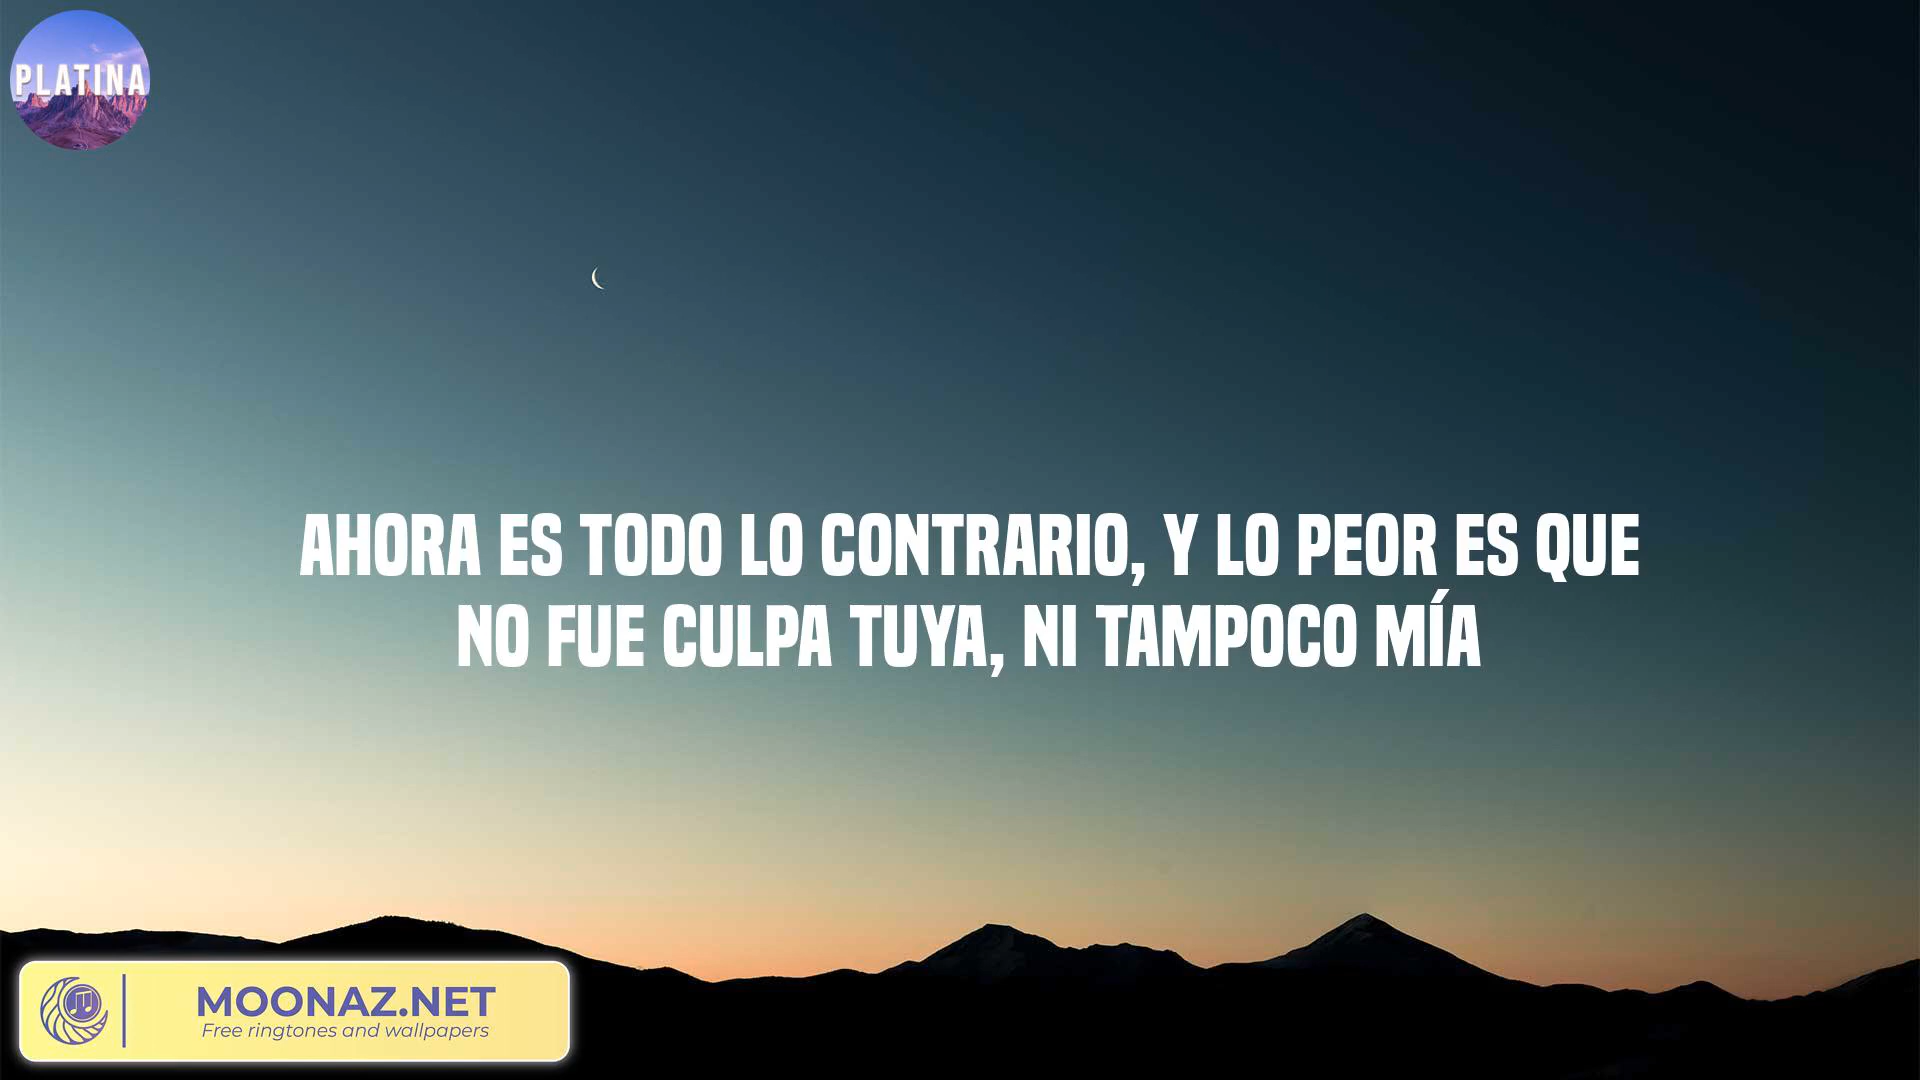 PLATINA
AHORA ES TODO LO CONTRARIO, Y LO PEOR ES QUE
NO FUE CULPA TUYA, NI TAMPOCO MÍA
MOONAZ.NET
Free ringtones and wallpapers